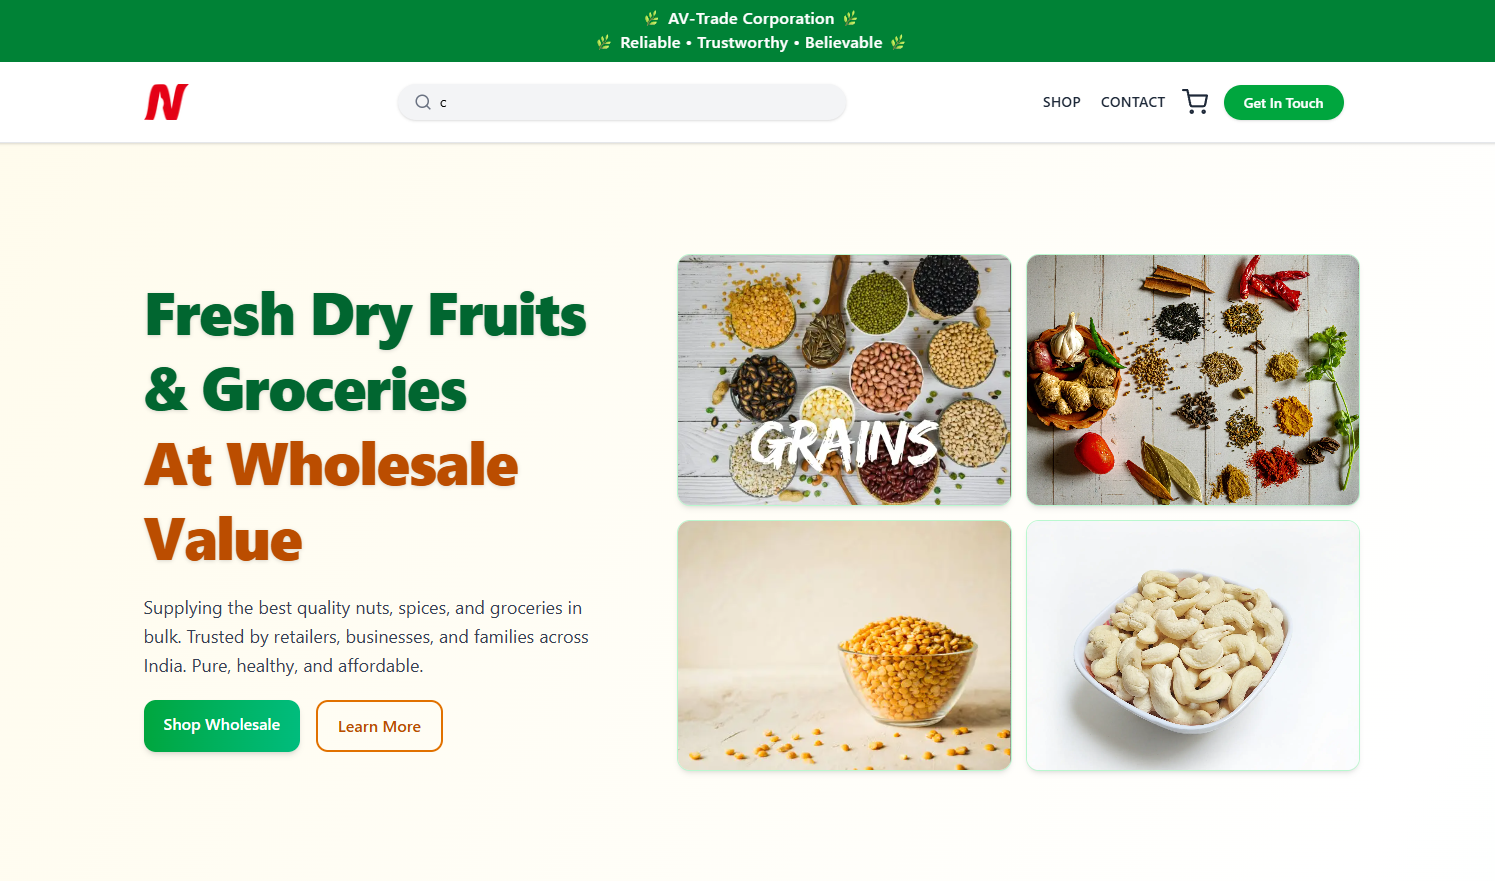 🌿 AV-Trade Corporation 🌿
🌿 Reliable • Trustworthy • Believable 🌿
N
c
SHOP
CONTACT
Get In Touch
Fresh Dry Fruits
& Groceries
At Wholesale
Value
Supplying the best quality nuts, spices, and groceries in
bulk. Trusted by retailers, businesses, and families across
India. Pure, healthy, and affordable.
Shop Wholesale
Learn More
GRAINS